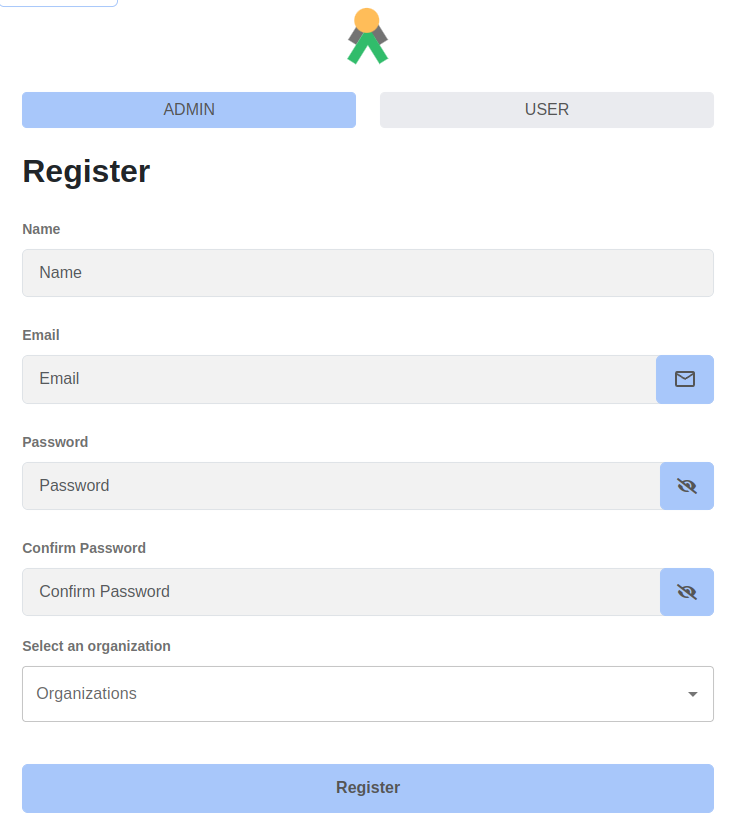 ADMIN
USER
Register
Name
Name
Email
Email
Password
Password
Confirm Password
Confirm Password
Select an organization
Organizations
Register